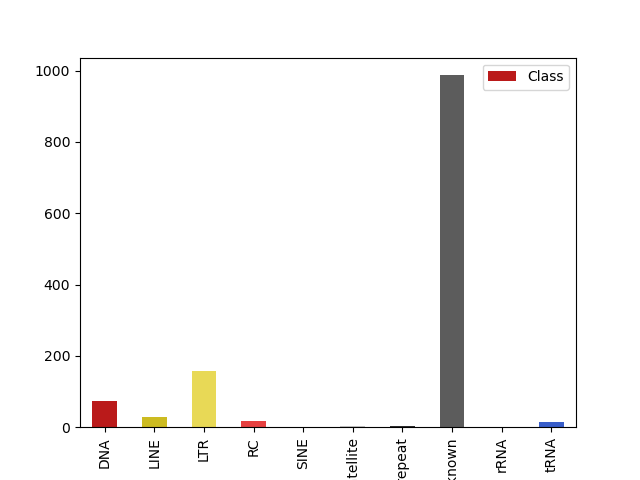 1000
800
600
400
200
0
Class
DNA
LINE
LTR
RC
SINE
tellite
repeat
known
rRNA
tRNA